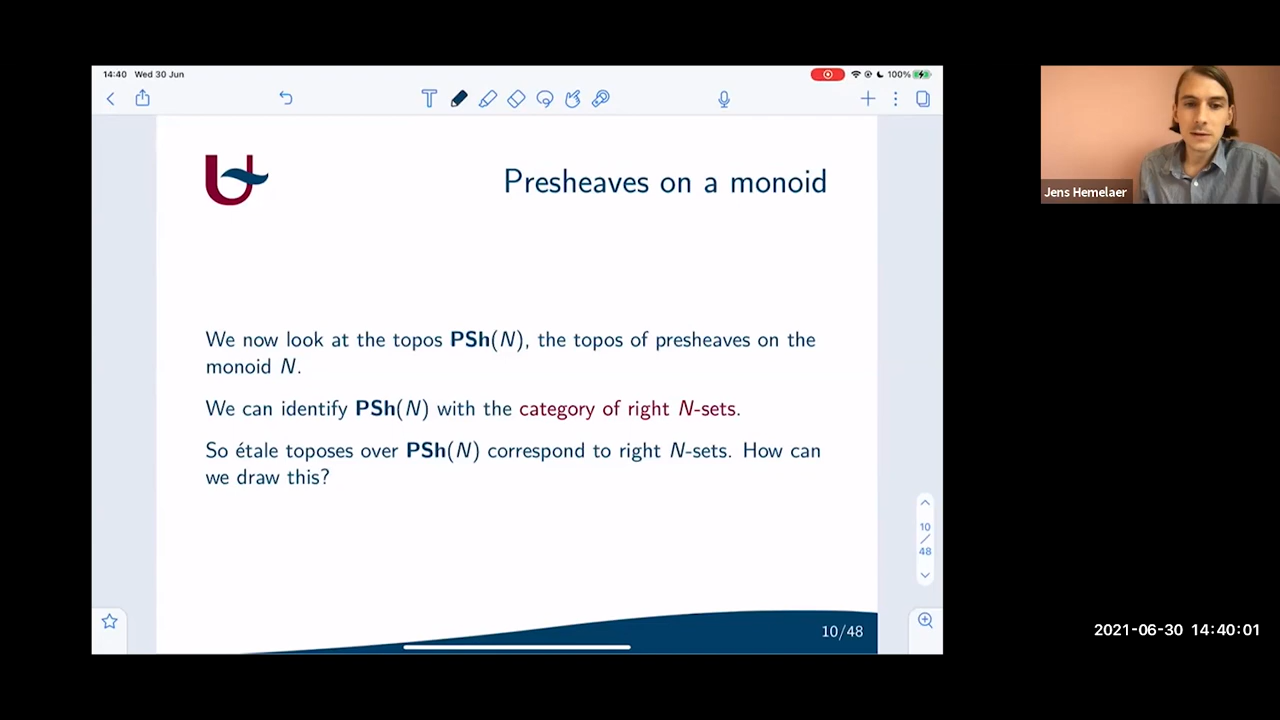 14:40 Wed 30 Jun
100%
Presheaves on a monoid
Jens Hemelaer
We now look at the topos PSh(N), the topos of presheaves on the
monoid N.
We can identify PSh(N) with the category of right N-sets.
So étale toposes over PSh(N) correspond to right N-sets. How can
we draw this?
10
/
48
10/48
2021-06-30 14:40:01